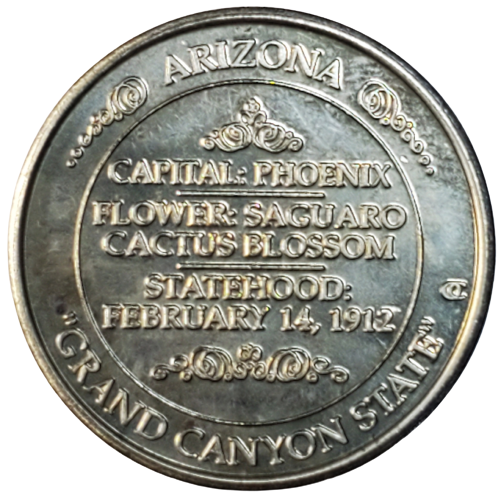 ARIZONA
CAPITAL: PHOENIX
FLOWER: SAGUARO
CACTUS BLOSSOM
STATEHOOD:
FEBRUARY 14, 1912
"GRAND CANYON STATE"